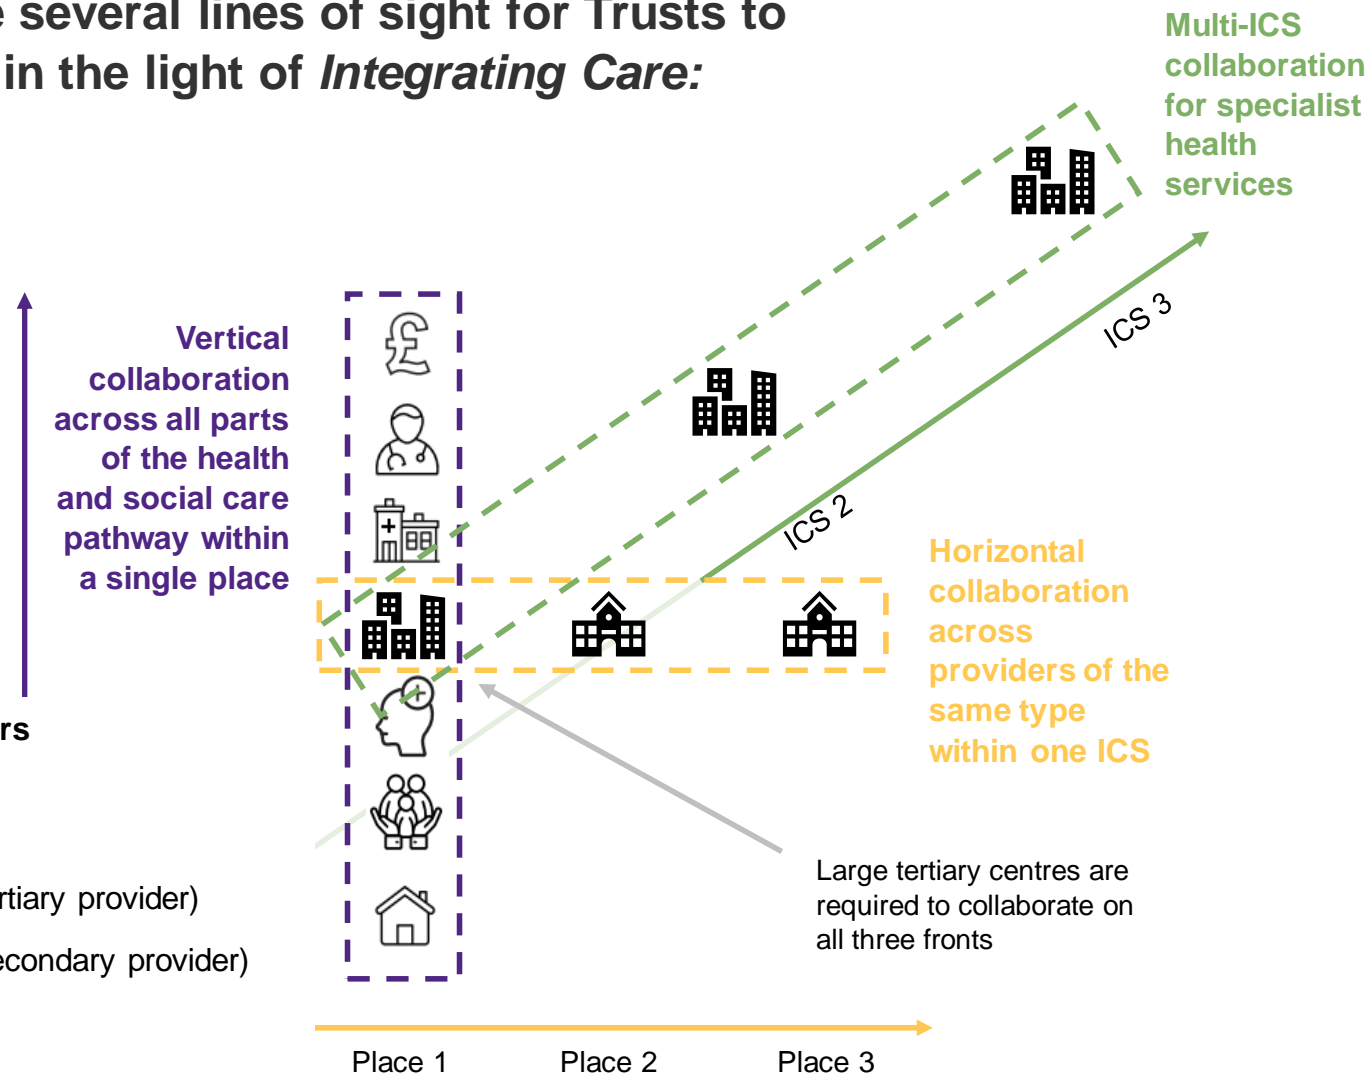 several lines of sight for Trusts to
in the light of Integrating Care:
Multi-ICS
collaboration
for specialist
health
services
Vertical
collaboration
across all parts
of the health
and social care
pathway within
a single place
ICS 3
ICS 2
Horizontal
collaboration
across
providers of the
same type
within one ICS
rs
Large tertiary centres are
required to collaborate on
all three fronts
rtiary provider)
econdary provider)
Place 1
Place 2
Place 3